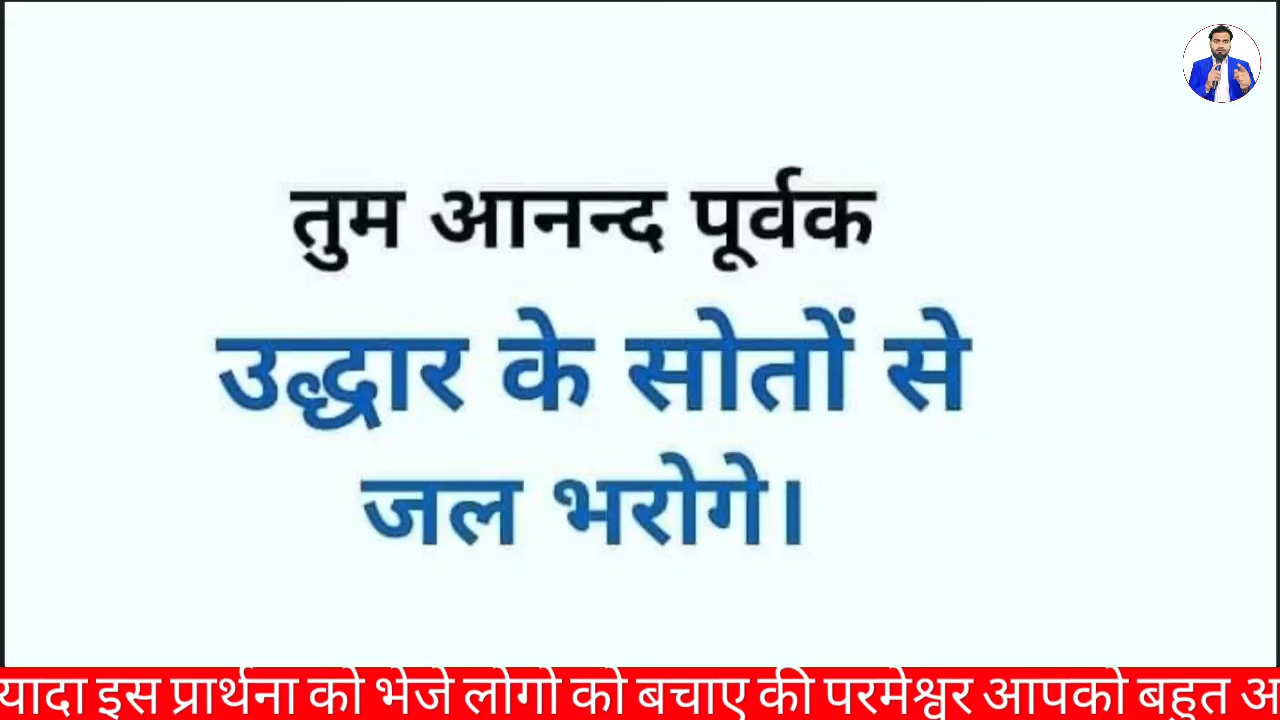 तुम आनन्द पूर्वक
उद्धार के सोतों से
जल भरोगे।
यादा इस प्रार्थना को भेजे लोगो को बचाए की परमेश्वर आपको बहुत